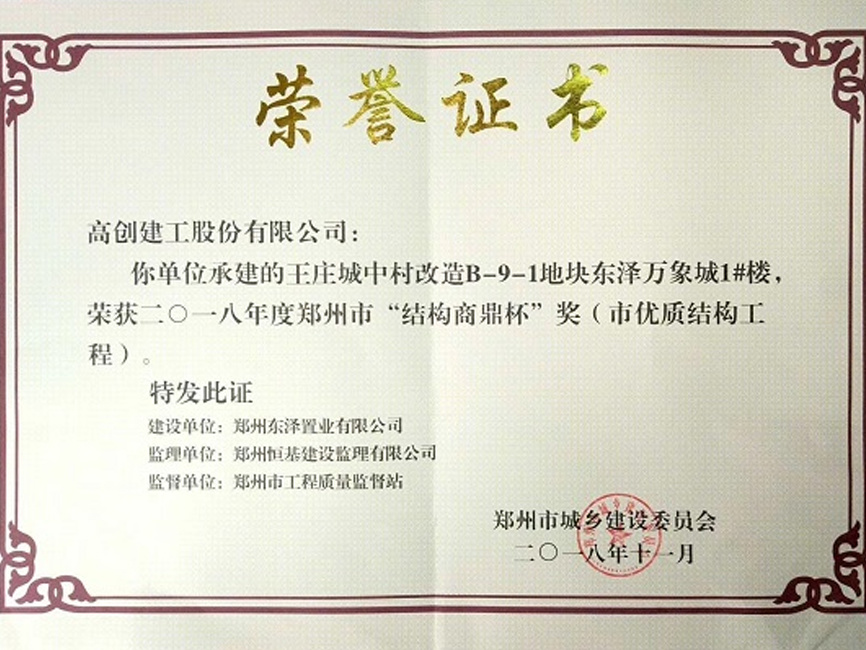 荣誉证书
高创建工股份有限公司：
你单位承建的王庄城中村改造B-9-1地块东泽万象城1#楼，
荣获二〇一八年度郑州市“结构商鼎杯”奖（市优质结构工
程）。
特发此证
建设单位：郑州东泽置业有限公司
监理单位：郑州恒基建设监理有限公司
监督单位：郑州市工程质量监督站
郑州市城乡建设委员会
二〇一八年十一月